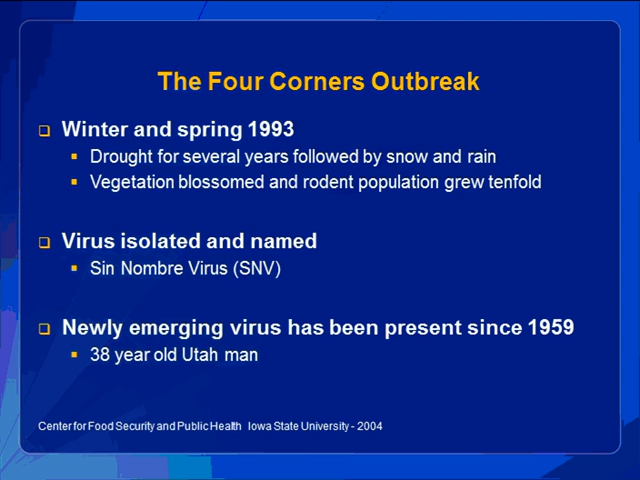 The Four Corners Outbreak
Winter and spring 1993
Drought for several years followed by snow and rain
Vegetation blossomed and rodent population grew tenfold
Virus isolated and named
Sin Nombre Virus (SNV)
Newly emerging virus has been present since 1959
38 year old Utah man
Center for Food Security and Public Health Iowa State University - 2004